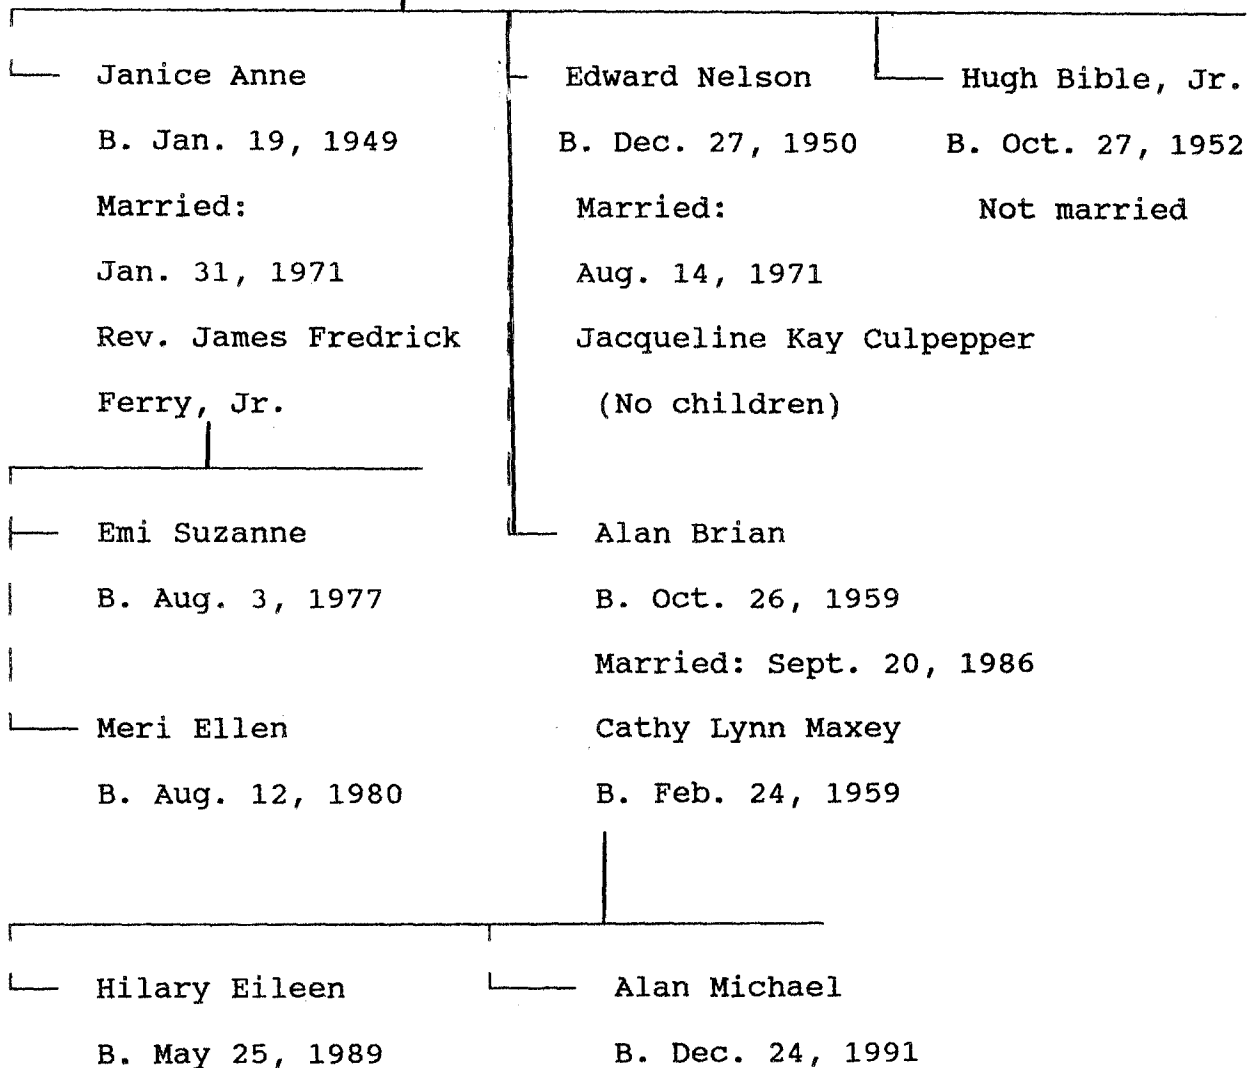 Janice Anne
B. Jan. 19, 1949
Married:
Jan. 31, 1971
Rev. James Fredrick
Ferry, Jr.
Edward Nelson
B. Dec. 27, 1950
Married:
Aug. 14, 1971
Jacqueline Kay Culpepper
(No children)
Hugh Bible, Jr.
B. Oct. 27, 1952
Not married
Emi Suzanne
B. Aug. 3, 1977
Meri Ellen
B. Aug. 12, 1980
Alan Brian
B. Oct. 26, 1959
Married: Sept. 20, 1986
Cathy Lynn Maxey
B. Feb. 24, 1959
Hilary Eileen
B. May 25, 1989
Alan Michael
B. Dec. 24, 1991